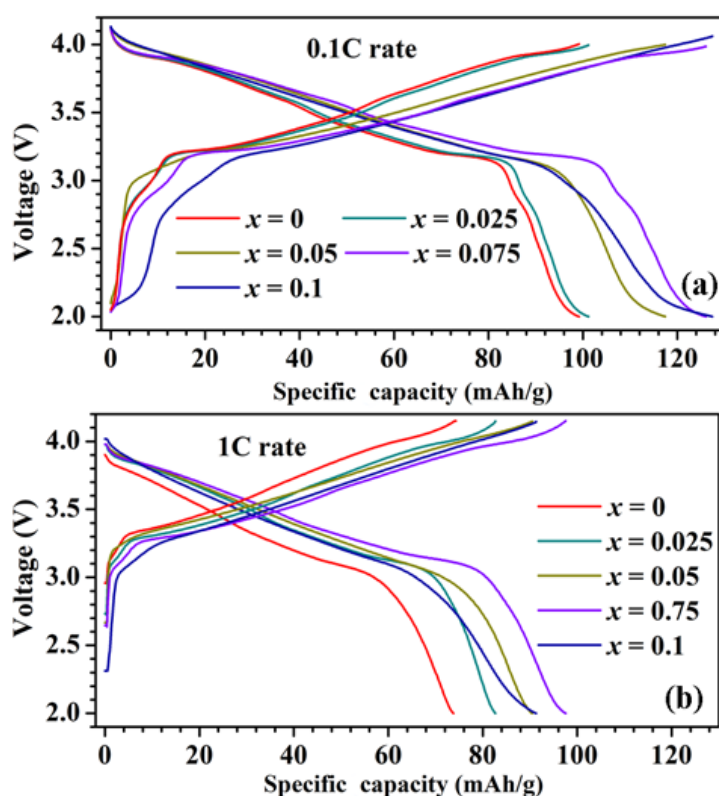 0.1C rate
4.0
3.5
3.0
2.5
2.0
Voltage (V)
x = 0
x = 0.025
x = 0.05
x = 0.075
x = 0.1
(a)
0
20
40
60
80
100
120
Specific capacity (mAh/g)
1C rate
4.0
3.5
3.0
2.5
2.0
Voltage (V)
x = 0
x = 0.025
x = 0.05
x = 0.75
x = 0.1
(b)
0
20
40
60
80
100
120
Specific capacity (mAh/g)